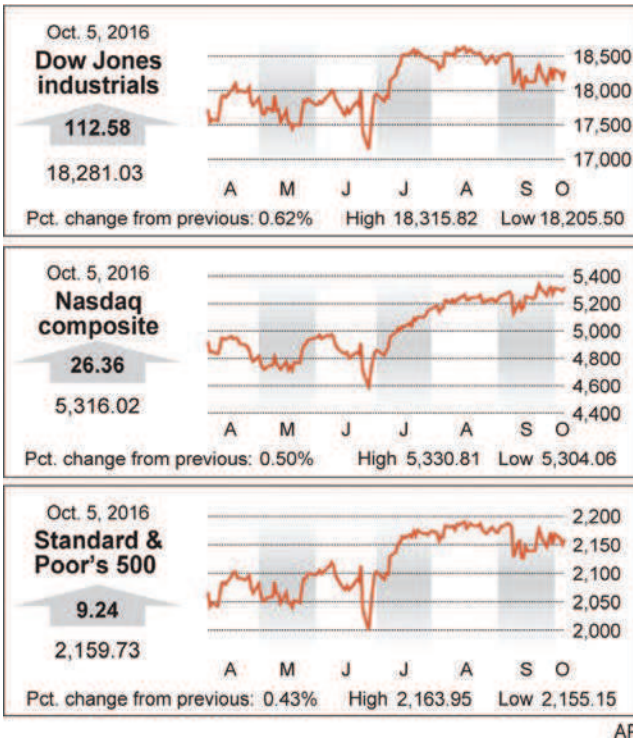 Oct. 5, 2016
Dow Jones
industrials
112.58
18,281.03
18,500
18,000
17,500
17,000
A M J J A S O
Pct. change from previous: 0.62% High 18,315.82 Low 18,205.50
Oct. 5, 2016
Nasdaq
composite
26.36
5,316.02
5,400
5,200
5,000
4,800
4,600
4,400
A M J J A S O
Pct. change from previous: 0.50% High 5,330.81 Low 5,304.06
Oct. 5, 2016
Standard &
Poor's 500
9.24
2,159.73
2,200
2,150
2,100
2,050
2,000
A M J J A S O
Pct. change from previous: 0.43% High 2,163.95 Low 2,155.15
AP